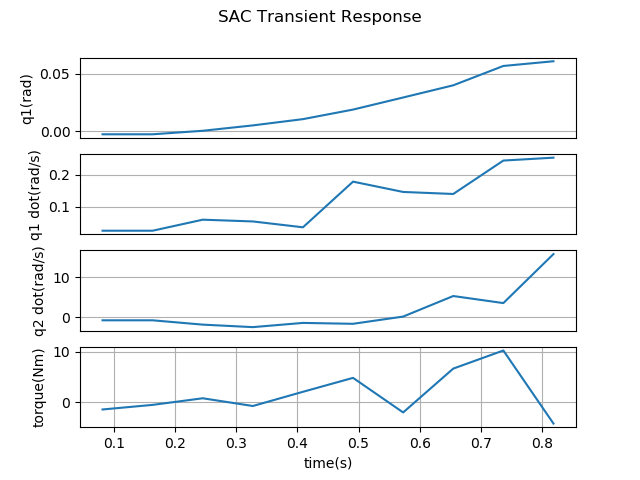 SAC Transient Response
q1(rad)
0.05
0.00
q1 dot(rad/s)
0.2
0.1
q2 dot(rad/s)
10
0
torque(Nm)
10
0
0.1 0.2 0.3 0.4 0.5 0.6 0.7 0.8
time(s)